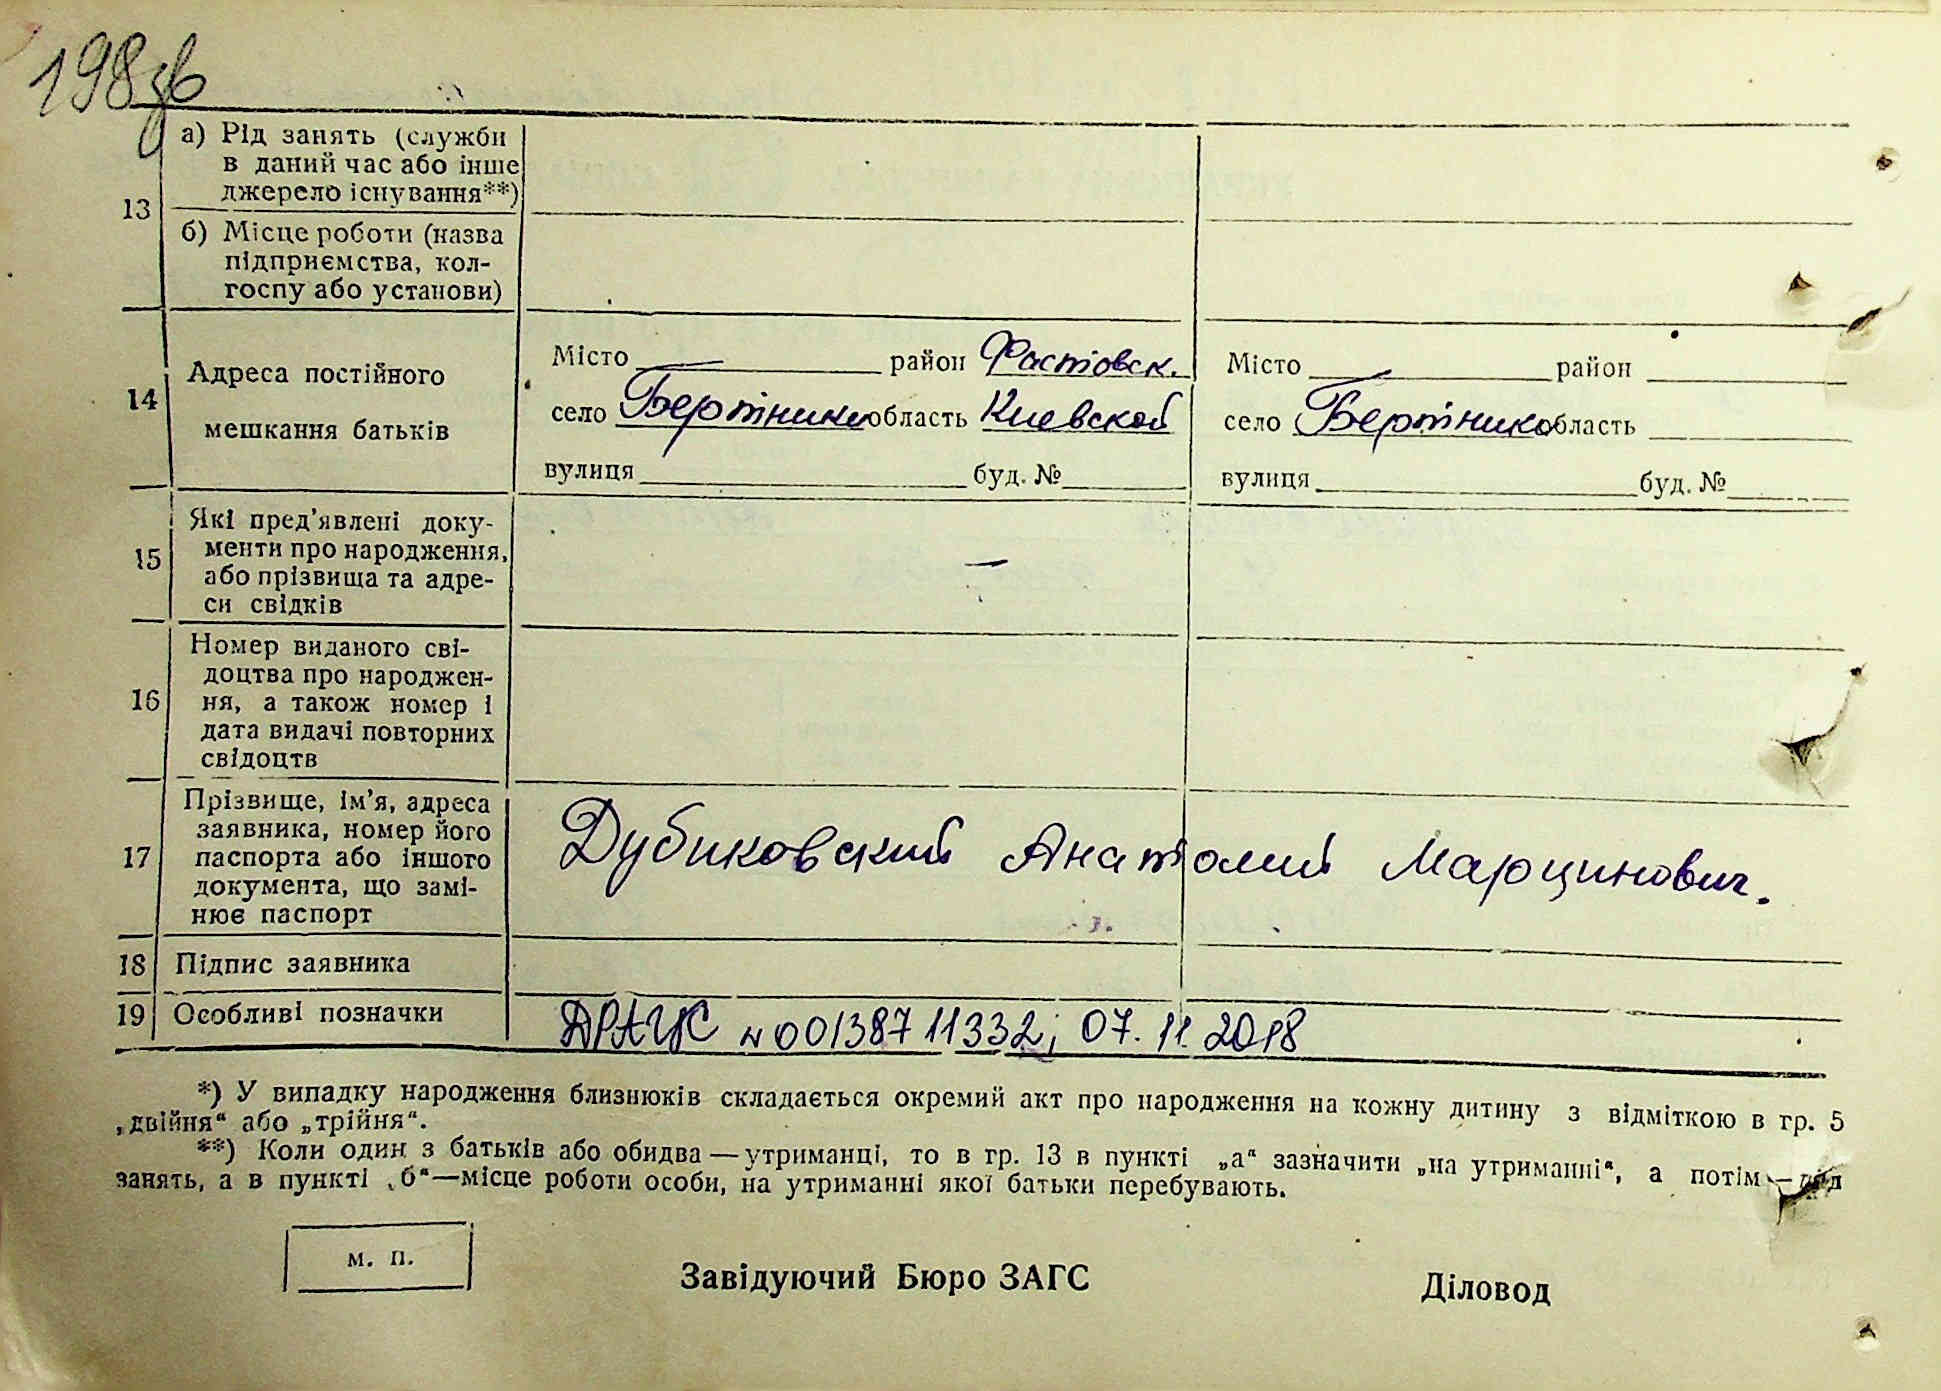 198зв
13
а) Рід занять (служби
в даний час або інше
джерело існування**)
б) Місце роботи (назва
підприємства, кол-
госпу або установи)
14
Адреса постійного
мешкання батьків
Місто — район Фастовск.
село Бертники область Киевской
вулиця буд. №
Місто — район
село Бертники область
вулиця буд. №
15
Які пред'явлені доку-
менти про народження,
або прізвища та адре-
си свідків
—
16
Номер виданого сві-
доцтва про народжен-
ня, а також номер і
дата видачі повторних
свідоцтв
17
Прізвище, ім'я, адреса
заявника, номер його
паспорта або іншого
документа, що замі-
нює паспорт
Дубиковский Анатолий Марцинович.
18
Підпис заявника
19
Особливі позначки
ДРАЦС №00138711332; 07.11.2018
*) У випадку народження близнюків складається окремий акт про народження на кожну дитину з відміткою в гр. 5
„двійня“ або „трійня“.
**) Коли один з батьків або обидва — утриманці, то в гр. 13 в пункті „а“ зазначити „на утриманні“, а потім — рід
занять, а в пункті „б“—місце роботи особи, на утриманні якої батьки перебувають.
м. п.
Завідуючий Бюро ЗАГС
Діловод